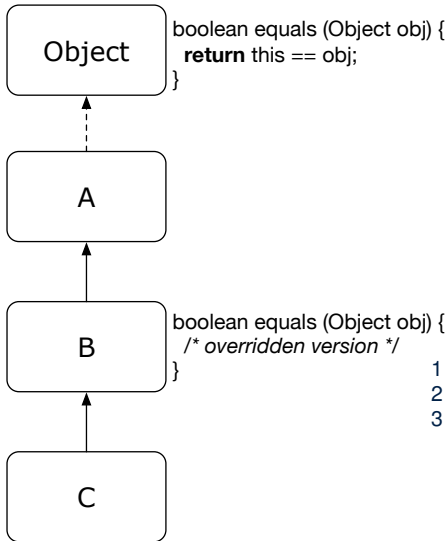 Object
boolean equals (Object obj) {
return this == obj;
}
A
B
boolean equals (Object obj) {
/* overridden version */
}
1
2
3
C